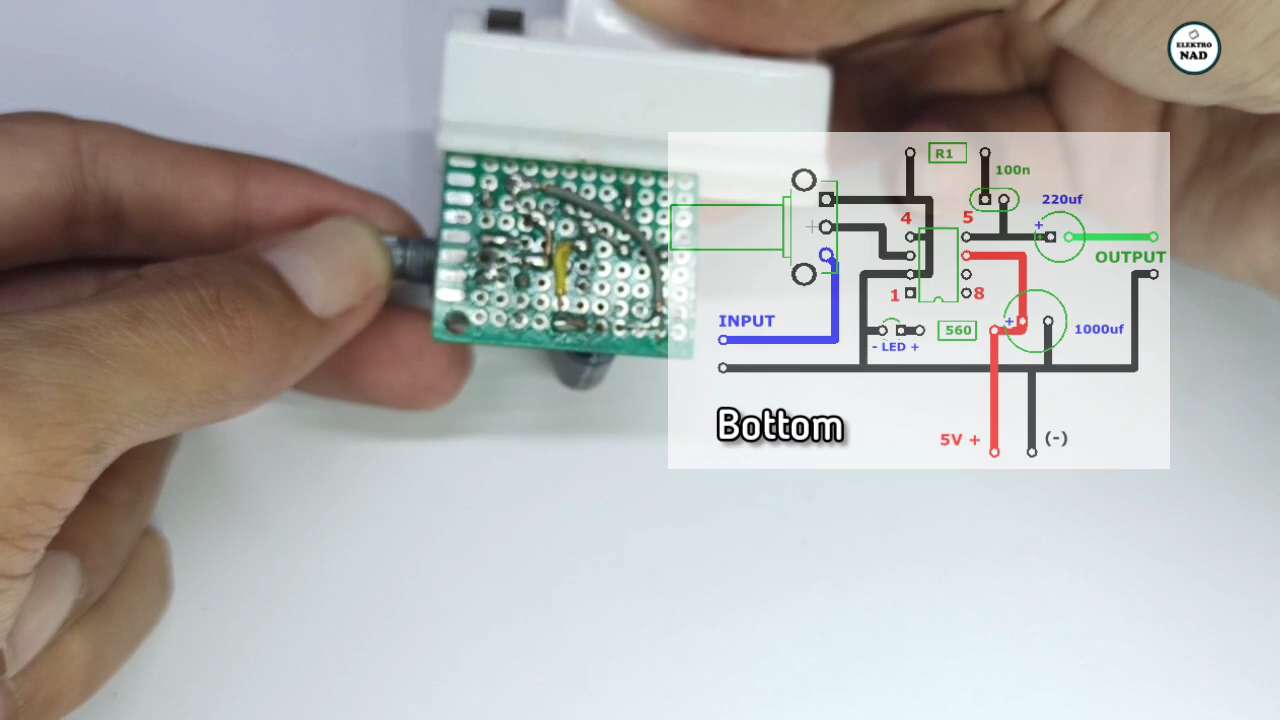 ELEKTRO
NAD
R1
100n
220uf
4
5
+
OUTPUT
1
8
INPUT
+
560
1000uf
- LED +
Bottom
5V +
(-)